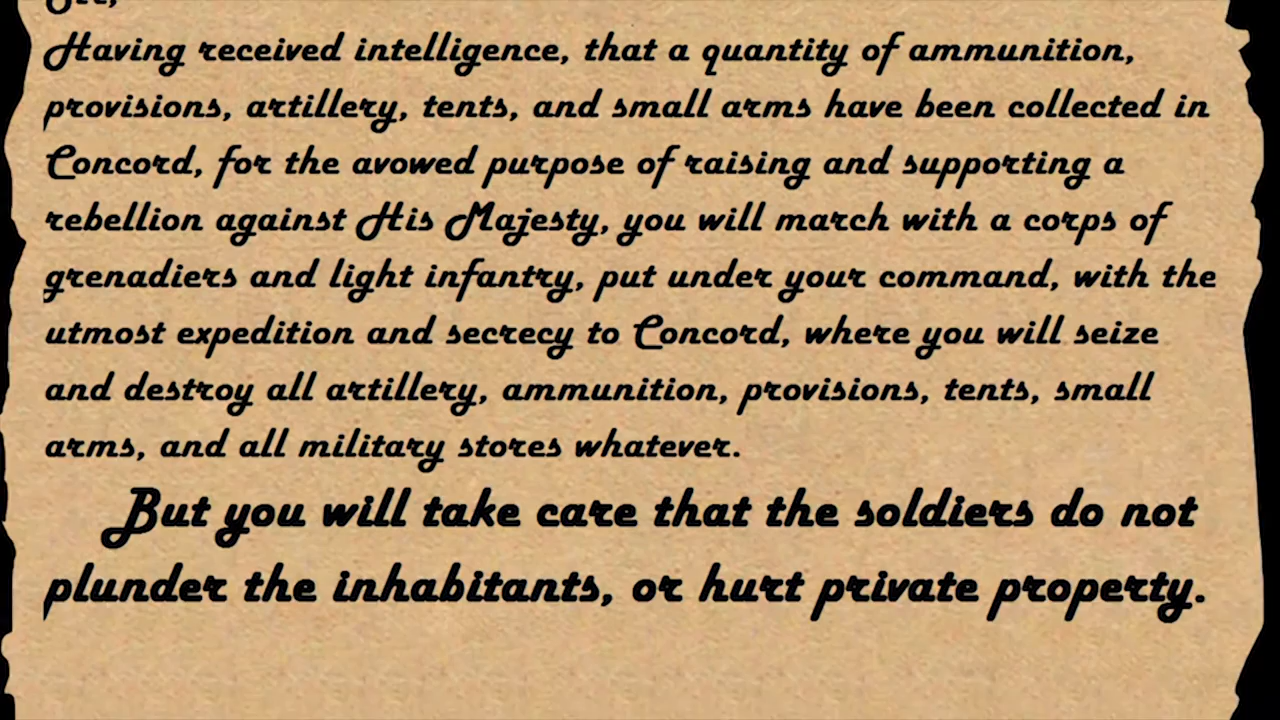 Having received intelligence, that a quantity of ammunition,
provisions, artillery, tents, and small arms have been collected in
Concord, for the avowed purpose of raising and supporting a
rebellion against His Majesty, you will march with a corps of
grenadiers and light infantry, put under your command, with the
utmost expedition and secrecy to Concord, where you will seize
and destroy all artillery, ammunition, provisions, tents, small
arms, and all military stores whatever.
But you will take care that the soldiers do not
plunder the inhabitants, or hurt private property.